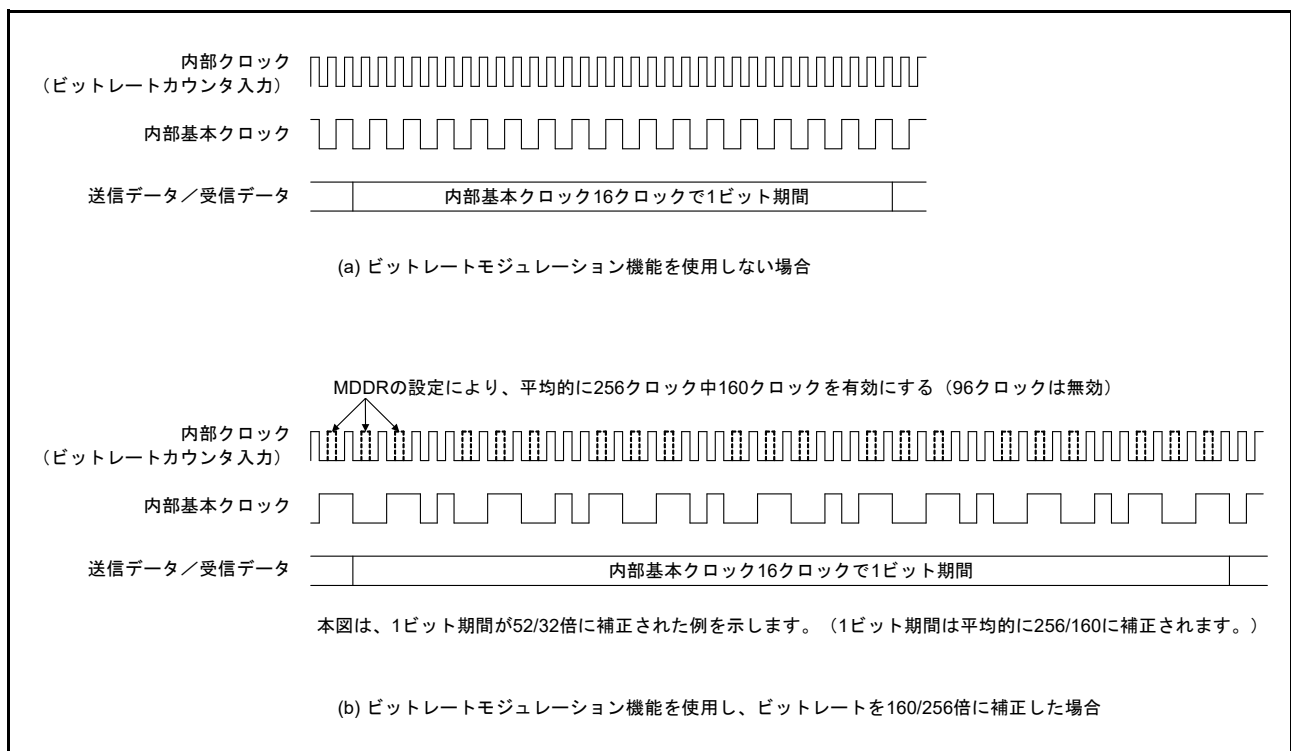 内部クロック
（ビットレートカウンタ入力）
内部基本クロック
送信データ／受信データ
内部基本クロック16クロックで1ビット期間
(a) ビットレートモジュレーション機能を使用しない場合
MDDRの設定により、平均的に256クロック中160クロックを有効にする（96クロックは無効）
内部クロック
（ビットレートカウンタ入力）
内部基本クロック
送信データ／受信データ
内部基本クロック16クロックで1ビット期間
本図は、1ビット期間が52/32倍に補正された例を示します。（1ビット期間は平均的に256/160に補正されます。）
(b) ビットレートモジュレーション機能を使用し、ビットレートを160/256倍に補正した場合